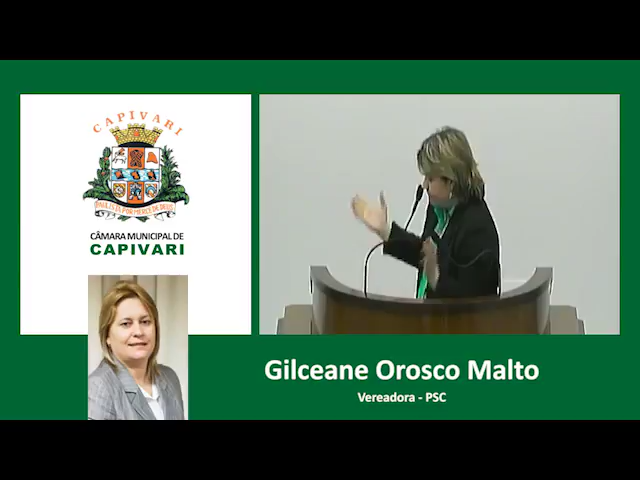 CAPIVARI
CÂMARA MUNICIPAL DE
CAPIVARI
Gilceane Orosco Malto
Vereadora - PSC